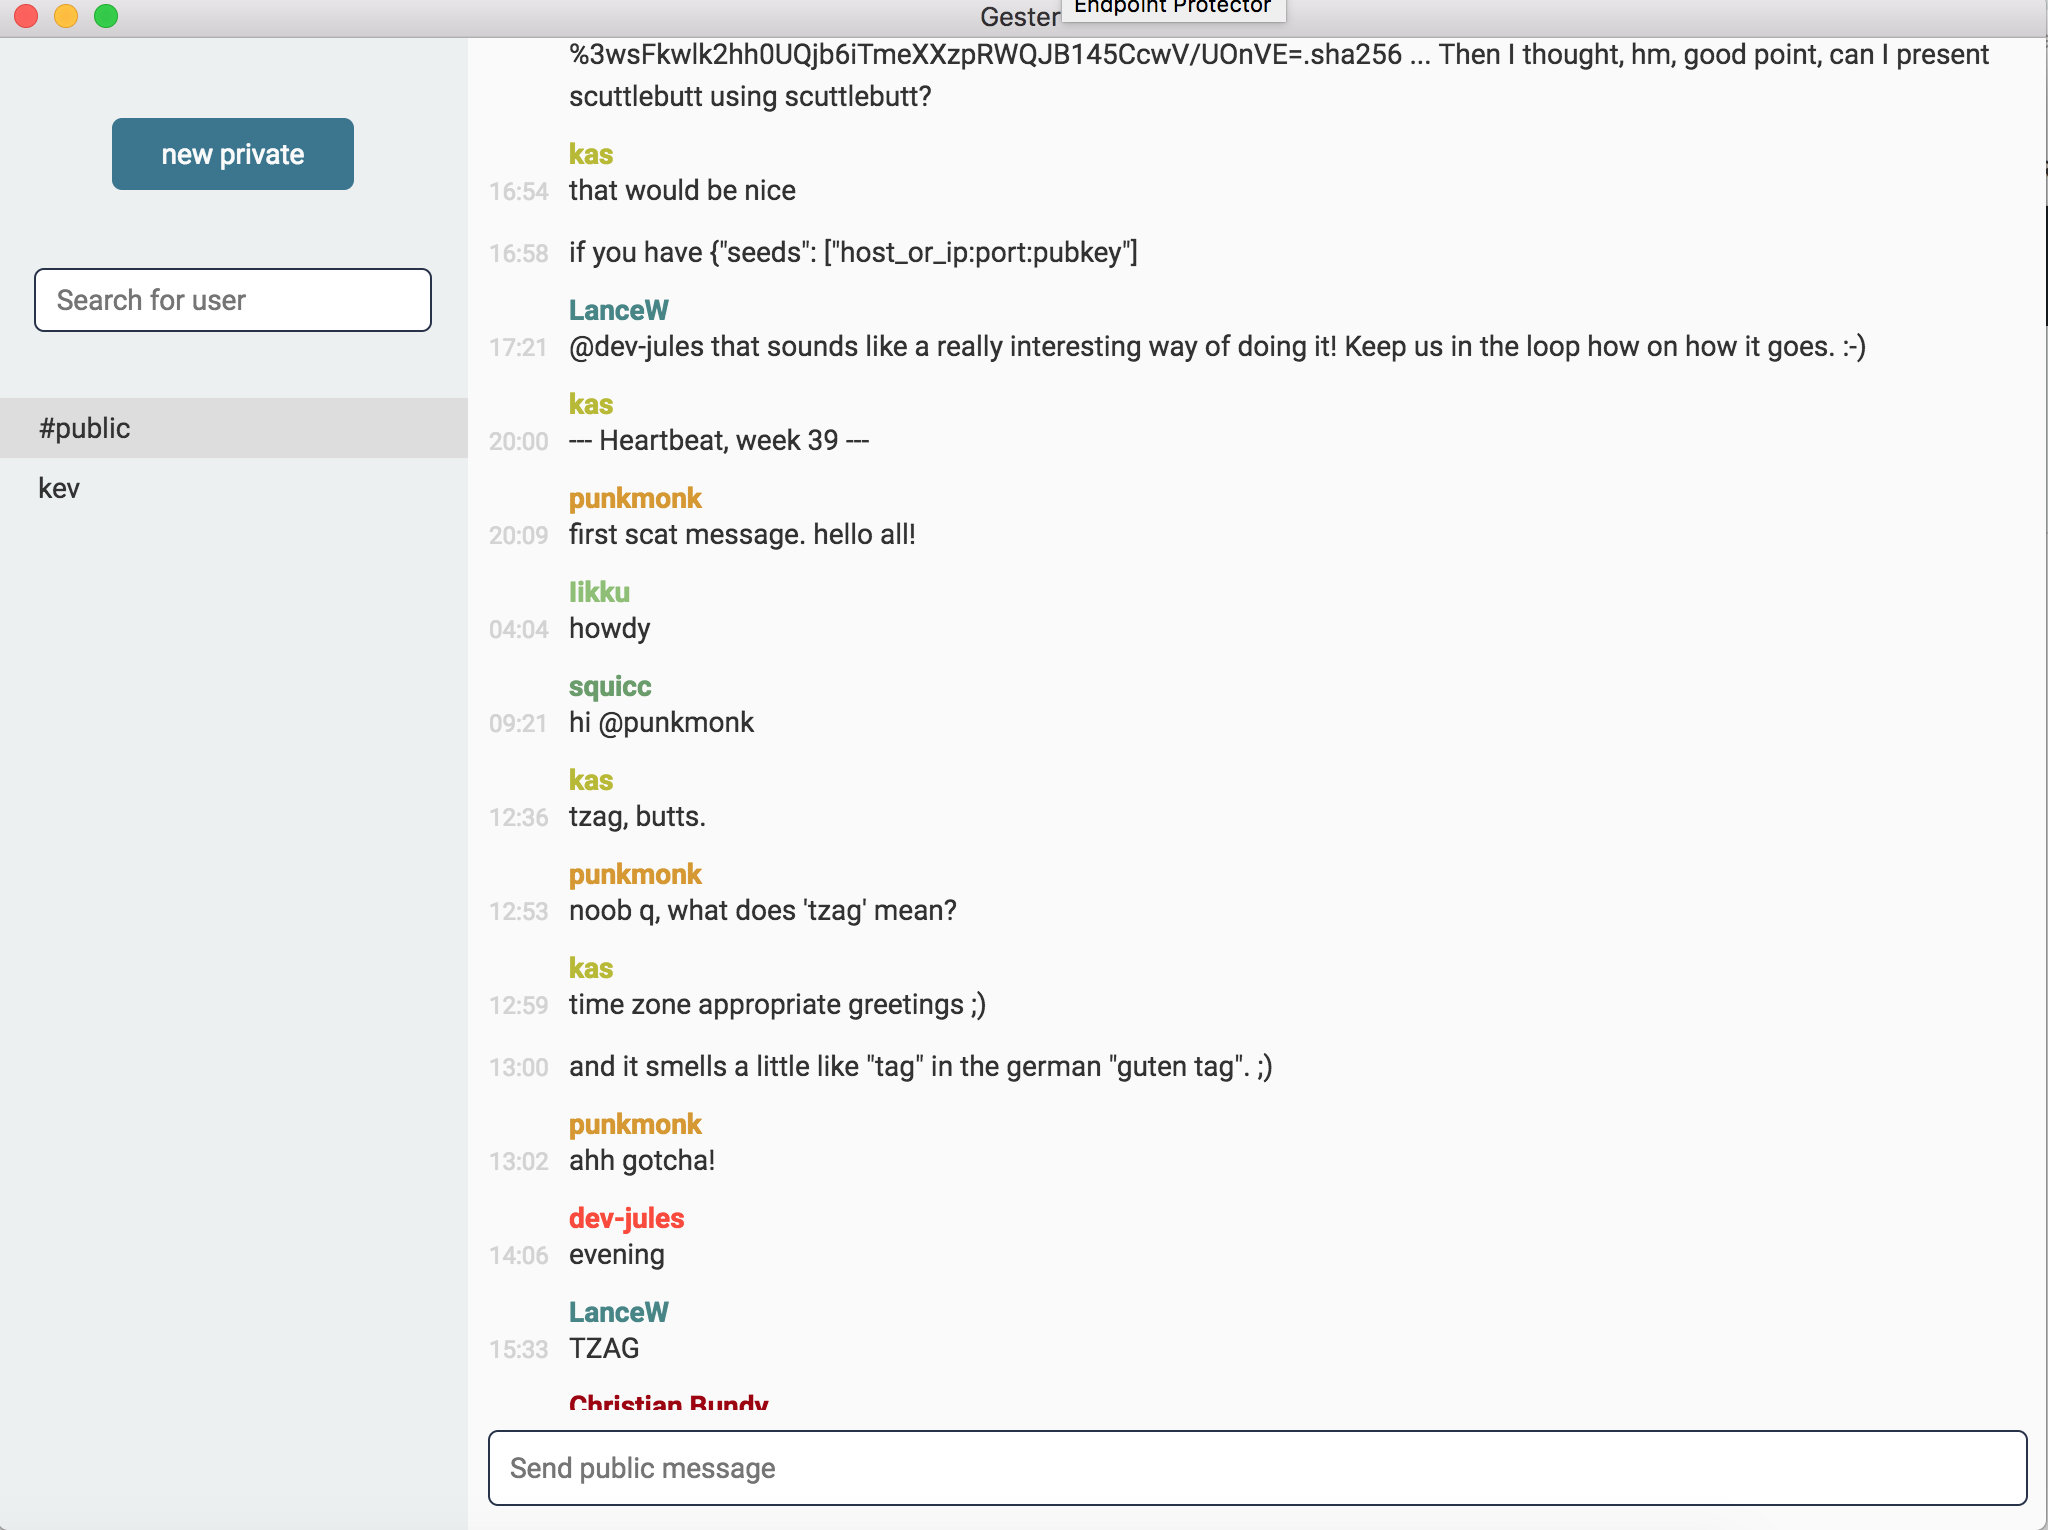 Gester
Endpoint Protector
new private
Search for user
#public
kev
%3wsFkwlk2hh0UQjb6iTmeXXzpRWQJB145CcwV/UOnVE=.sha256 ... Then I thought, hm, good point, can I present
scuttlebutt using scuttlebutt?
kas
16:54 that would be nice
16:58 if you have {"seeds": ["host_or_ip:port:pubkey"]
LanceW
17:21 @dev-jules that sounds like a really interesting way of doing it! Keep us in the loop how on how it goes. :-)
kas
20:00 --- Heartbeat, week 39 ---
punkmonk
20:09 first scat message. hello all!
likku
04:04 howdy
squicc
09:21 hi @punkmonk
kas
12:36 tzag, butts.
punkmonk
12:53 noob q, what does 'tzag' mean?
kas
12:59 time zone appropriate greetings ;)
13:00 and it smells a little like "tag" in the german "guten tag". ;)
punkmonk
13:02 ahh gotcha!
dev-jules
14:06 evening
LanceW
15:33 TZAG
Christian Bundy
Send public message